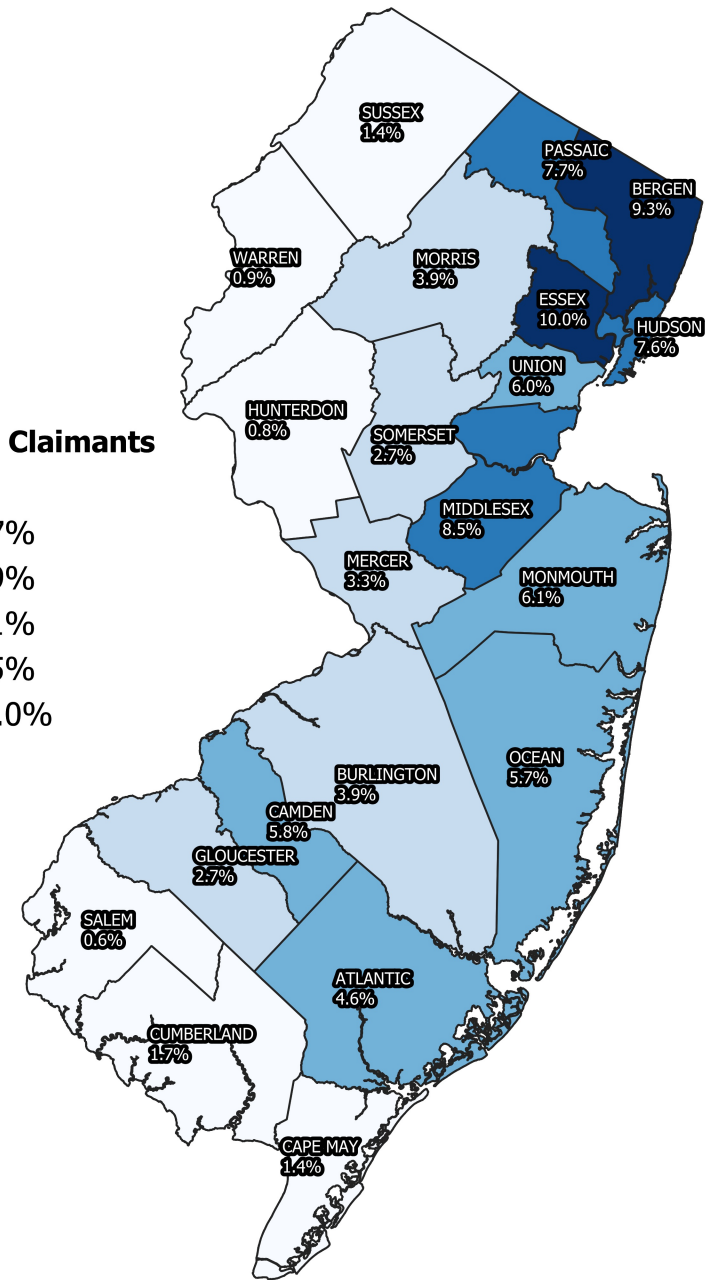 SUSSEX
1.4%
PASSAIC
7.7%
BERGEN
9.3%
WARREN
0.9%
MORRIS
3.9%
ESSEX
10.0%
HUDSON
7.6%
UNION
6.0%
HUNTERDON
0.8%
SOMERSET
2.7%
Claimants
MIDDLESEX
8.5%
MERCER
3.3%
MONMOUTH
6.1%
.0%
OCEAN
5.7%
BURLINGTON
3.9%
CAMDEN
5.8%
GLOUCESTER
2.7%
SALEM
0.6%
ATLANTIC
4.6%
CUMBERLAND
1.7%
CAPE MAY
1.4%